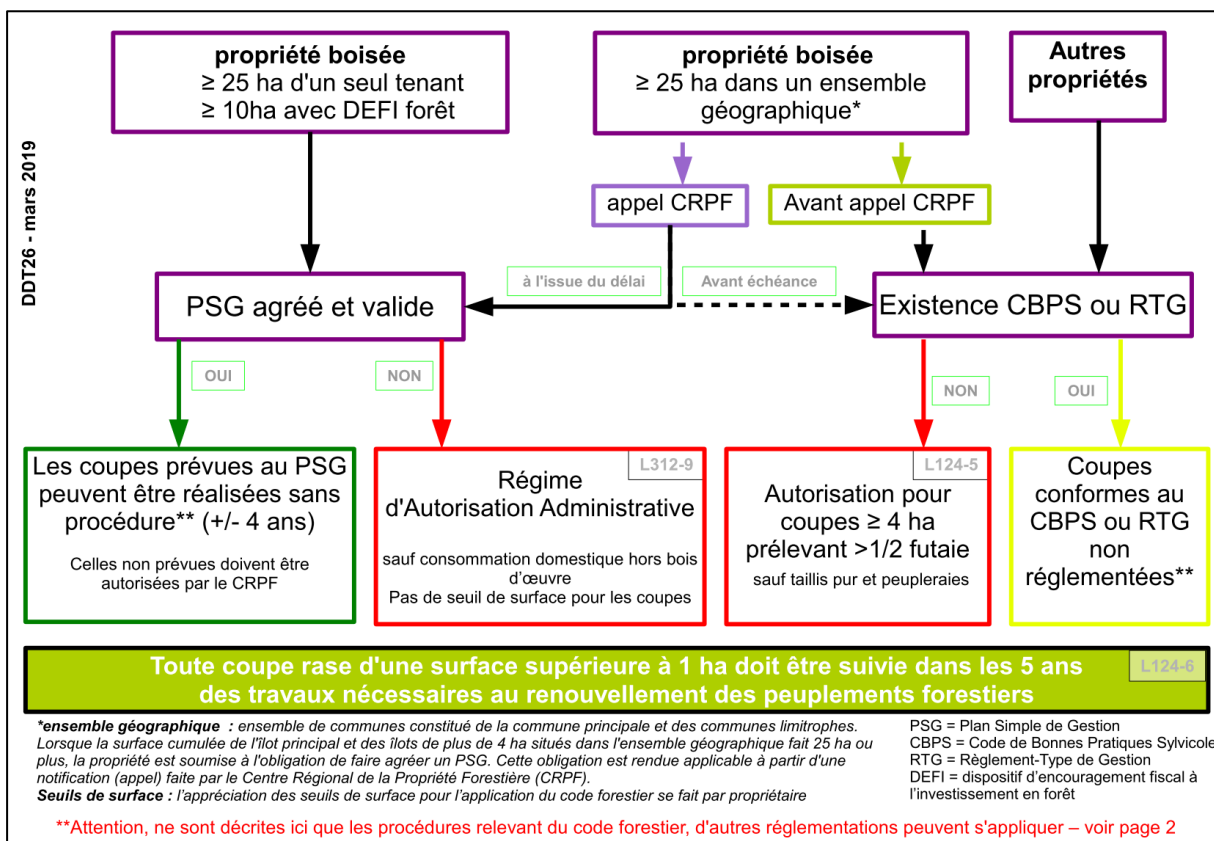 DDT26 - mars 2019
propriété boisée
≥ 25 ha d'un seul tenant
≥ 10ha avec DEFI forêt
propriété boisée
≥ 25 ha dans un ensemble
géographique*
Autres
propriétés
appel CRPF
Avant appel CRPF
à l'issue du délai
Avant échéance
PSG agréé et valide
Existence CBPS ou RTG
OUI
NON
NON
OUI
Les coupes prévues au PSG
peuvent être réalisées sans
procédure** (+/- 4 ans)
Celles non prévues doivent être
autorisées par le CRPF
L312-9
Régime
d'Autorisation Administrative
sauf consommation domestique hors bois
d’œuvre
Pas de seuil de surface pour les coupes
L124-5
Autorisation pour
coupes ≥ 4 ha
prélevant >1/2 futaie
sauf taillis pur et peupleraies
Coupes
conformes au
CBPS ou RTG
non
réglementées**
Toute coupe rase d'une surface supérieure à 1 ha doit être suivie dans les 5 ans
des travaux nécessaires au renouvellement des peuplements forestiers
L124-6
*ensemble géographique : ensemble de communes constitué de la commune principale et des communes limitrophes.
Lorsque la surface cumulée de l'îlot principal et des îlots de plus de 4 ha situés dans l'ensemble géographique fait 25 ha ou
plus, la propriété est soumise à l'obligation de faire agréer un PSG. Cette obligation est rendue applicable à partir d'une
notification (appel) faite par le Centre Régional de la Propriété Forestière (CRPF).
Seuils de surface : l’appréciation des seuils de surface pour l’application du code forestier se fait par propriétaire
PSG = Plan Simple de Gestion
CBPS = Code de Bonnes Pratiques Sylvicole
RTG = Règlement-Type de Gestion
DEFI = dispositif d’encouragement fiscal à
l’investissement en forêt
**Attention, ne sont décrites ici que les procédures relevant du code forestier, d'autres réglementations peuvent s'appliquer – voir page 2